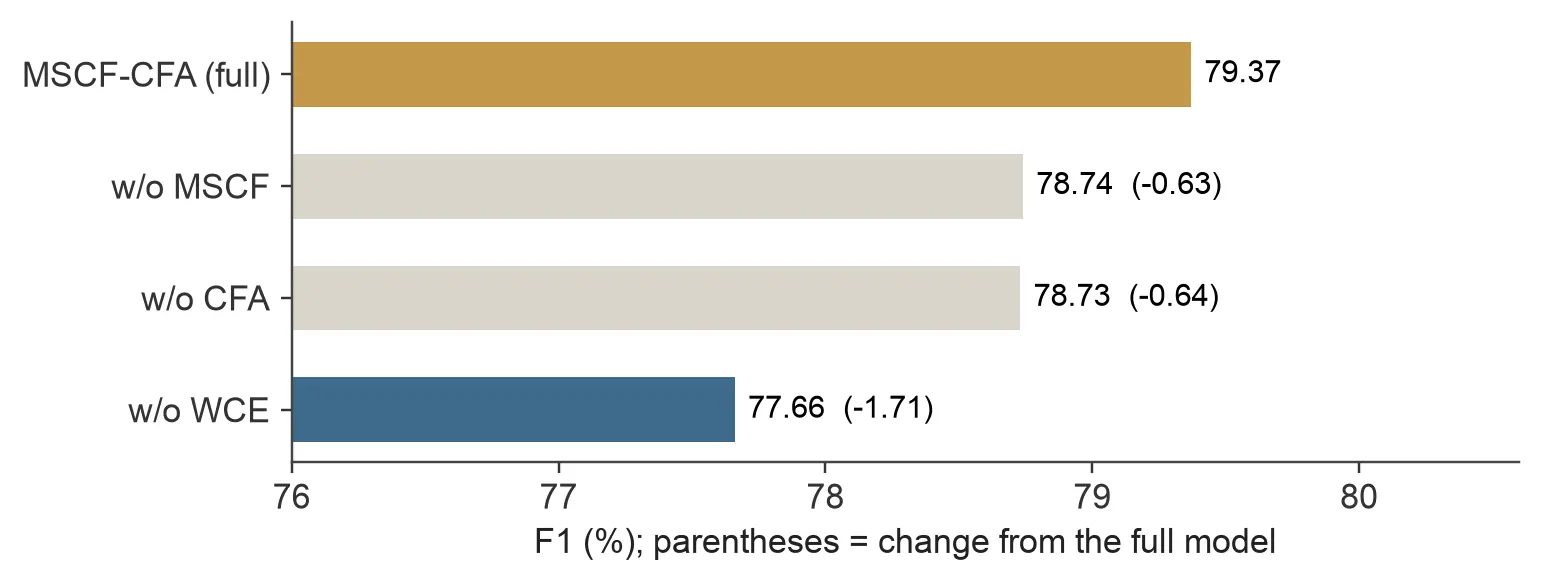 MSCF-CFA (full)
79.37
w/o MSCF
78.74 (-0.63)
w/o CFA
78.73 (-0.64)
w/o WCE
77.66 (-1.71)
76 77 78 79 80
F1 (%); parentheses = change from the full model